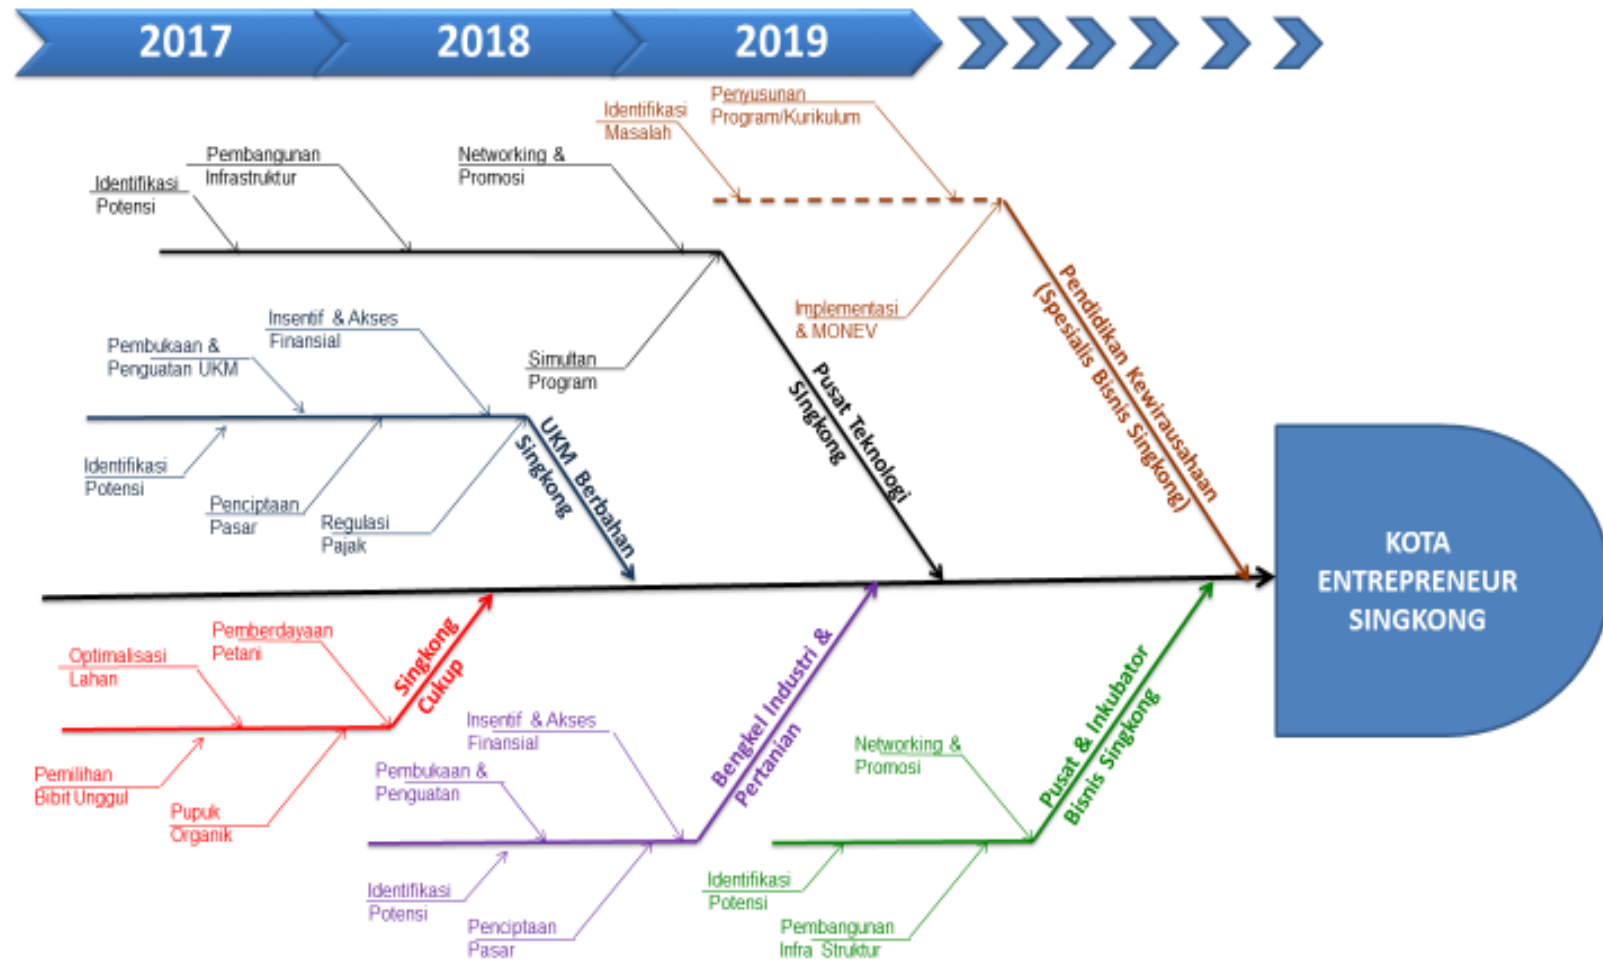 2017
2018
2019
Identifikasi
Masalah
Penyusunan
Program/Kurikulum
Identifikasi
Potensi
Pembangunan
Infrastruktur
Networking &
Promosi
Implementasi
& MONEV
Simultan
Program
Pendidikan Kewirausahaan
(Spesialis Bisnis Singkong)
Pusat Teknologi
Singkong
Insentif & Akses
Finansial
Pembukaan &
Penguatan UKM
Identifikasi
Potensi
Penciptaan
Pasar
Regulasi
Pajak
UKM Berbahan
Singkong
KOTA
ENTREPRENEUR
SINGKONG
Pemberdayaan
Petani
Optimalisasi
Lahan
Pemilihan
Bibit Unggul
Pupuk
Organik
Singkong
Cukup
Insentif & Akses
Finansial
Pembukaan &
Penguatan
Identifikasi
Potensi
Penciptaan
Pasar
Bengkel Industri &
Pertanian
Networking &
Promosi
Identifikasi
Potensi
Pembangunan
Infra Struktur
Pusat & Inkubator
Bisnis Singkong